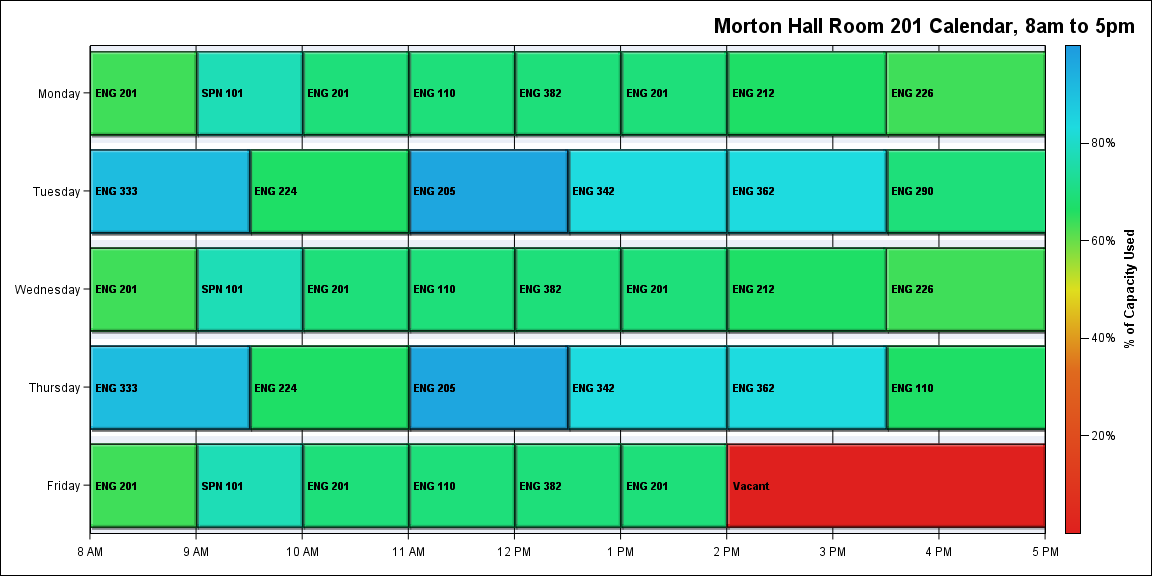 Morton Hall Room 201 Calendar, 8am to 5pm
Monday ENG 201 SPN 101 ENG 201 ENG 110 ENG 382 ENG 201 ENG 212 ENG 226
80%
Tuesday ENG 333 ENG 224 ENG 205 ENG 342 ENG 362 ENG 290
60%
% of Capacity Used
Wednesday ENG 201 SPN 101 ENG 201 ENG 110 ENG 382 ENG 201 ENG 212 ENG 226
40%
Thursday ENG 333 ENG 224 ENG 205 ENG 342 ENG 362 ENG 110
20%
Friday ENG 201 SPN 101 ENG 201 ENG 110 ENG 382 ENG 201 Vacant
8 AM 9 AM 10 AM 11 AM 12 PM 1 PM 2 PM 3 PM 4 PM 5 PM